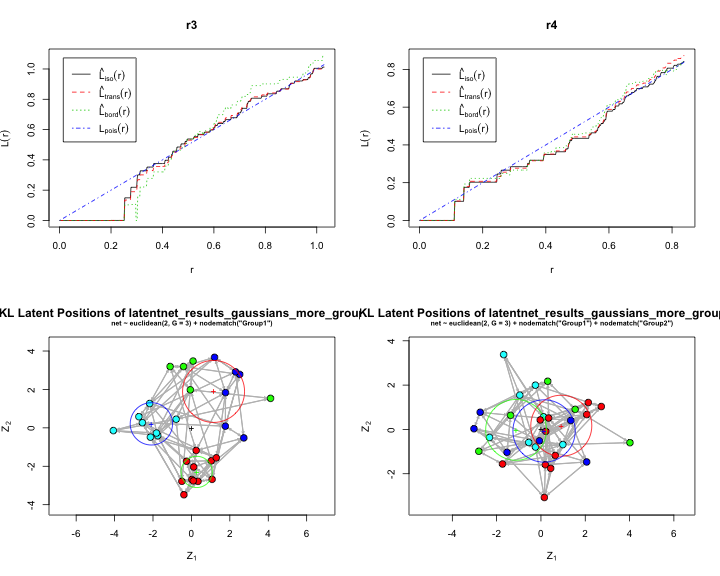 r3
r4
L̂iso(r)
L̂trans(r)
L̂bord(r)
Lpois(r)
L̂iso(r)
L̂trans(r)
L̂bord(r)
Lpois(r)
L(r)
0.0 0.2 0.4 0.6 0.8 1.0
0.0 0.2 0.4 0.6 0.8 1.0
r
L(r)
0.0 0.2 0.4 0.6 0.8
0.0 0.2 0.4 0.6 0.8
r
KL Latent Positions of latentnet_results_gaussians_more_group
net ~ euclidean(2, G = 3) + nodematch("Group1")
Z2
-4 -2 0 2 4
-6 -4 -2 0 2 4 6
Z1
KL Latent Positions of latentnet_results_gaussians_more_group
net ~ euclidean(2, G = 3) + nodematch("Group1") + nodematch("Group2")
Z2
-2 0 2 4
-4 -2 0 2 4 6
Z1